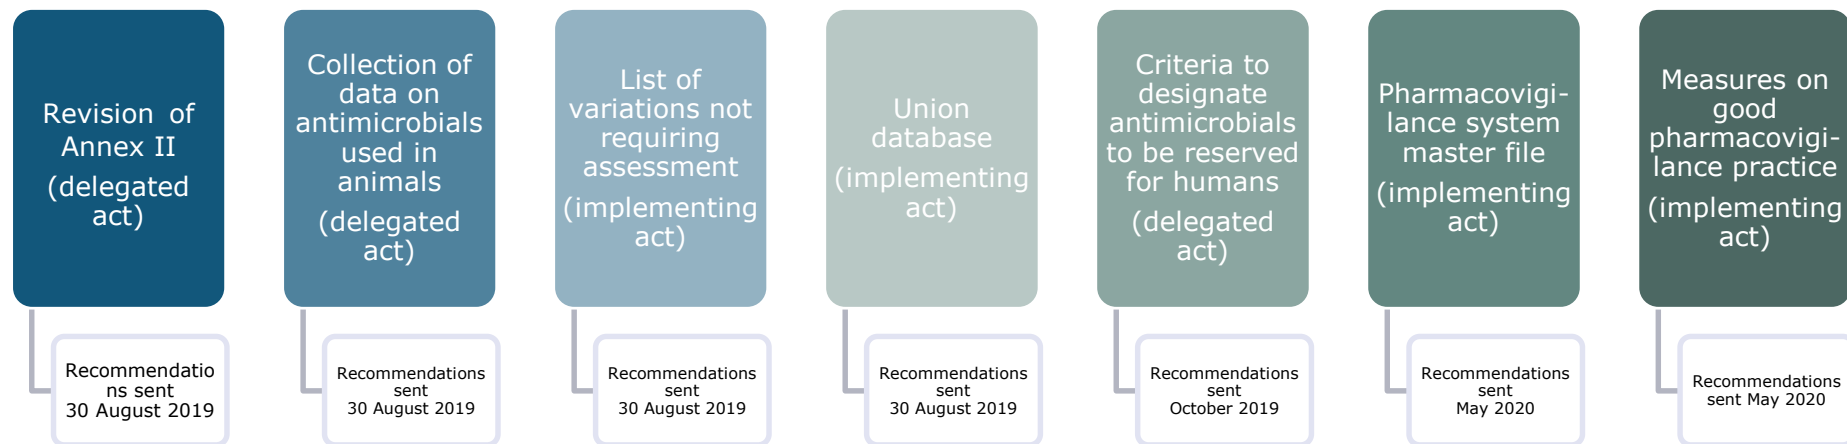 Revision of
Annex II
(delegated
act)
Recommendatio
ns sent
30 August 2019
Collection of
data on
antimicrobials
used in
animals
(delegated
act)
Recommendations
sent
30 August 2019
List of
variations not
requiring
assessment
(implementing
act)
Recommendations
sent
30 August 2019
Union
database
(implementing
act)
Recommendations
sent
30 August 2019
Criteria to
designate
antimicrobials
to be reserved
for humans
(delegated
act)
Recommendations
sent
October 2019
Pharmacovigi-
lance system
master file
(implementing
act)
Recommendations
sent
May 2020
Measures on
good
pharmacovigi-
lance practice
(implementing
act)
Recommendations
sent May 2020